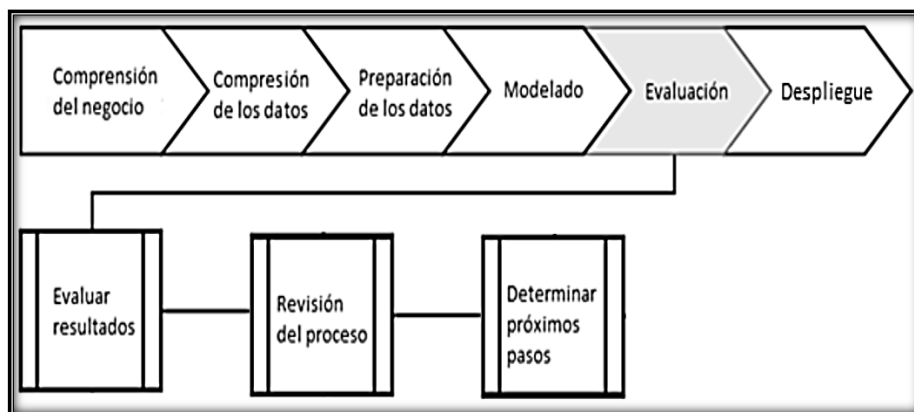 Comprensión
del negocio
Compresión
de los datos
Preparación
de los datos
Modelado
Evaluación
Despliegue
Evaluar
resultados
Revisión
del proceso
Determinar
próximos
pasos